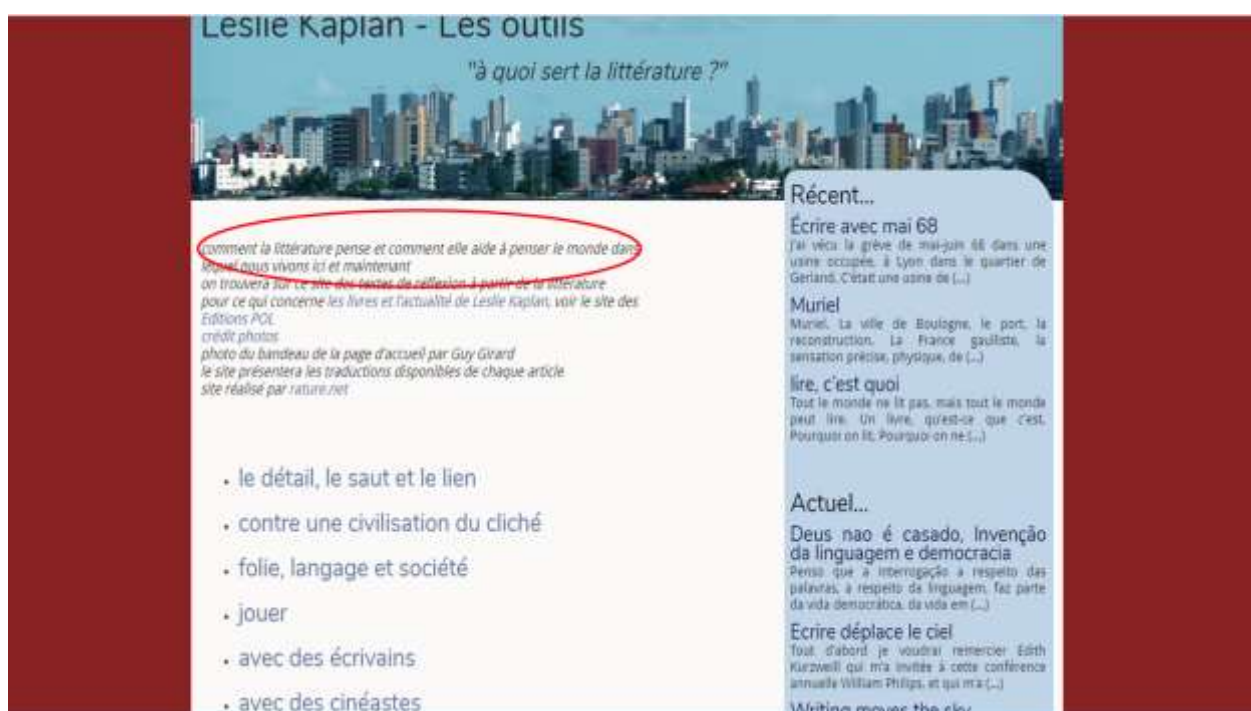 Leslie Kaplan - Les outils
"à quoi sert la littérature ?"
comment la littérature pense et comment elle aide à penser le monde dans
lequel nous vivons ici et maintenant
on trouvera sur ce site des textes de réflexion à partir de la littérature
pour ce qui concerne les livres et l'actualité de Leslie Kaplan, voir le site des
Editions POL
crédit photos
photo du bandeau de la page d'accueil par Guy Girard
le site présentera les traductions disponibles de chaque article
site réalisé par rature.net
• le détail, le saut et le lien
• contre une civilisation du cliché
• folie, langage et société
• jouer
• avec des écrivains
• avec des cinéastes
Récent...
Écrire avec mai 68
J'ai vécu la grève de mai-juin 68 dans une
usine occupée, à Lyon dans le quartier de
Gerland. C'était une usine de (...)
Muriel
Muriel. La ville de Boulogne, le port, la
reconstruction. La France gaulliste, la
sensation précise, physique, de (...)
lire, c'est quoi
Tout le monde ne lit pas, mais tout le monde
peut lire. Un livre, qu'est-ce que c'est.
Pourquoi on lit. Pourquoi on ne (...)
Actuel...
Deus nao é casado, Invenção
da linguagem e democracia
Penso que a interrogação a respeito das
palavras, a respeito da linguagem, faz parte
da vida democrática, da vida em (...)
Ecrire déplace le ciel
Tout d'abord je voudrai remercier Edith
Kurzweill qui m'a invitée à cette conférence
annuelle William Philips, et qui m'a (...)
Writing moves the sky